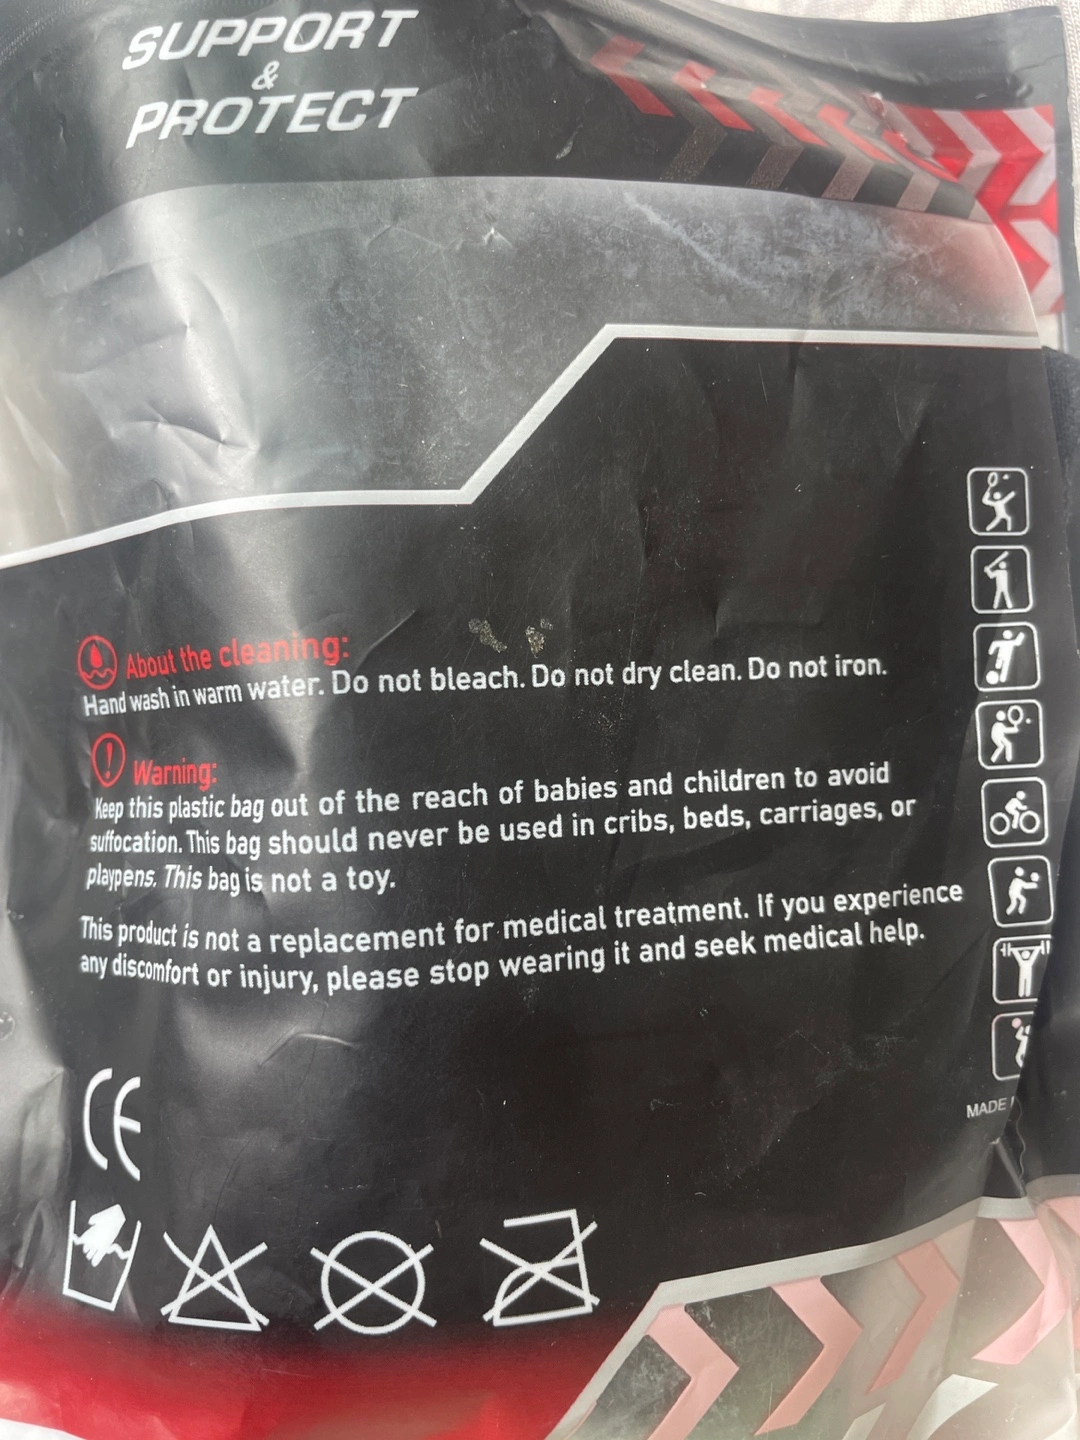 SUPPORT
&
PROTECT
About the cleaning:
Hand wash in warm water. Do not bleach. Do not dry clean. Do not iron.
Warning:
Keep this plastic bag out of the reach of babies and children to avoid
suffocation. This bag should never be used in cribs, beds, carriages, or
playpens. This bag is not a toy.
This product is not a replacement for medical treatment. If you experience
any discomfort or injury, please stop wearing it and seek medical help.
MADE
CE